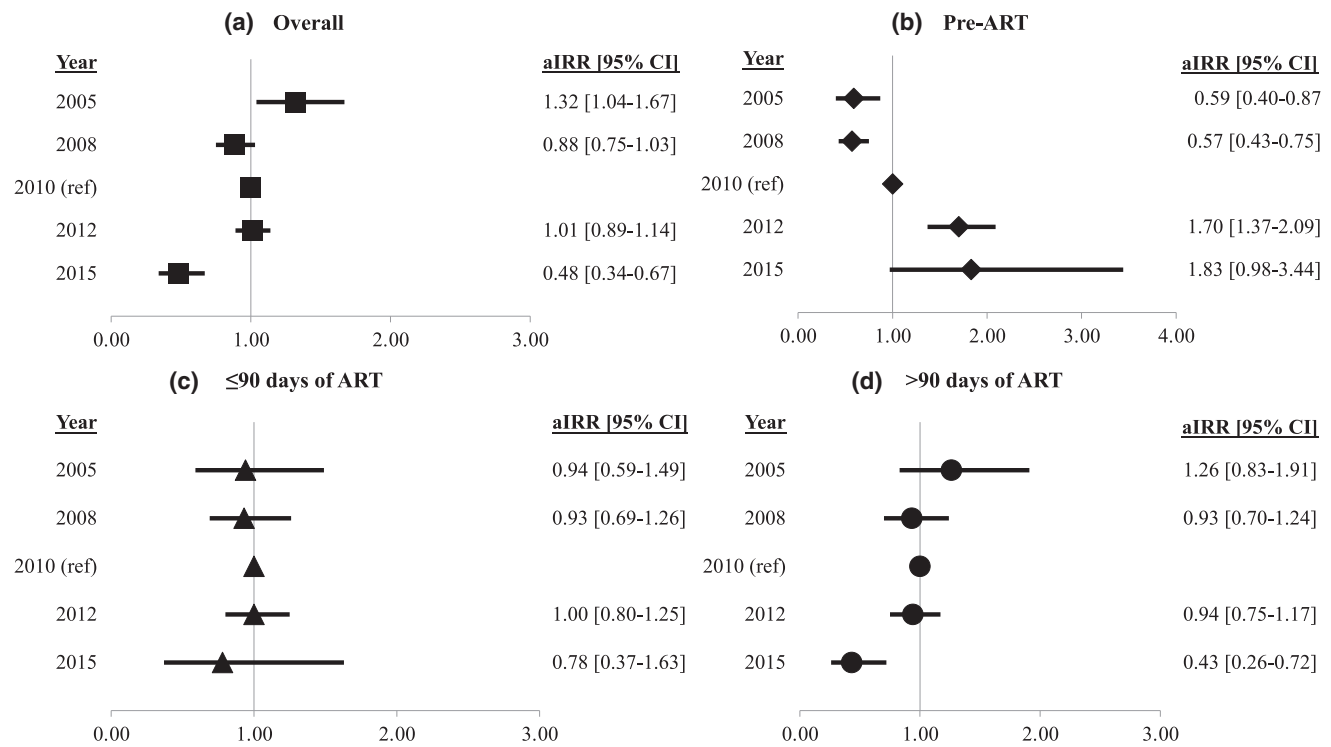 (a) Overall
Year aIRR [95% CI]
2005 1.32 [1.04-1.67]
2008 0.88 [0.75-1.03]
2010 (ref)
2012 1.01 [0.89-1.14]
2015 0.48 [0.34-0.67]
0.00 1.00 2.00 3.00
(b) Pre-ART
Year aIRR [95% CI]
2005 0.59 [0.40-0.87
2008 0.57 [0.43-0.75]
2010 (ref)
2012 1.70 [1.37-2.09]
2015 1.83 [0.98-3.44]
0.00 1.00 2.00 3.00 4.00
(c) ≤90 days of ART
Year aIRR [95% CI]
2005 0.94 [0.59-1.49]
2008 0.93 [0.69-1.26]
2010 (ref)
2012 1.00 [0.80-1.25]
2015 0.78 [0.37-1.63]
0.00 1.00 2.00 3.00
(d) >90 days of ART
Year aIRR [95% CI]
2005 1.26 [0.83-1.91]
2008 0.93 [0.70-1.24]
2010 (ref)
2012 0.94 [0.75-1.17]
2015 0.43 [0.26-0.72]
0.00 1.00 2.00 3.00